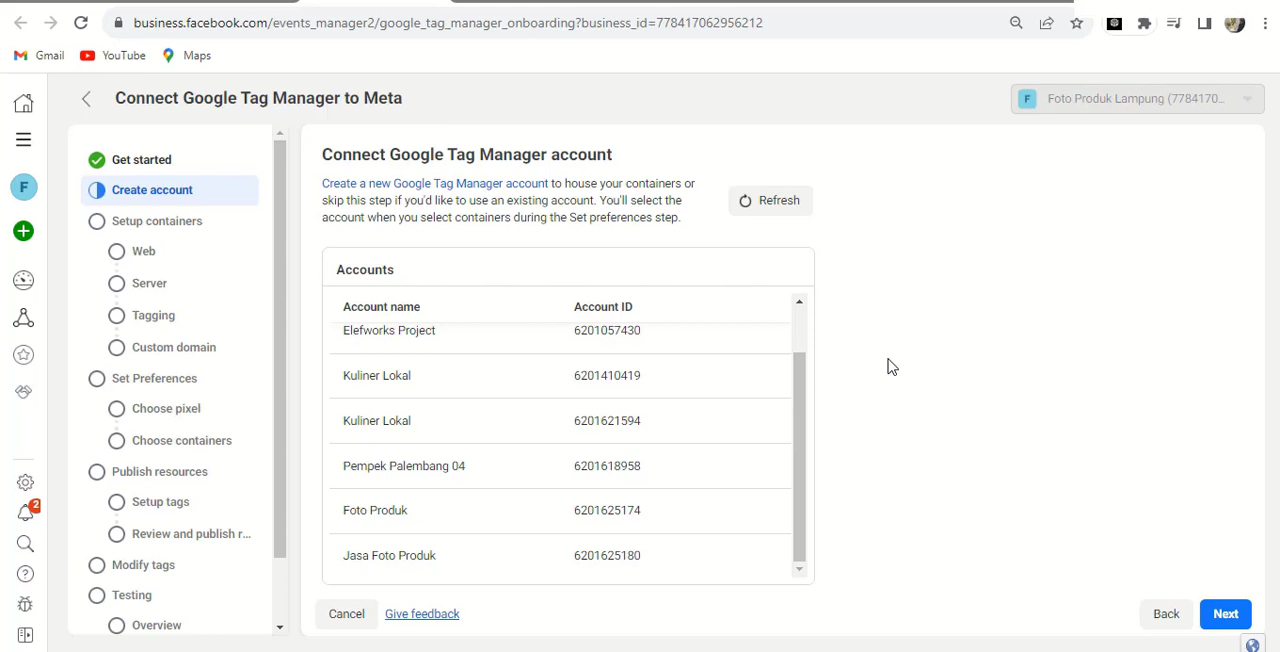 business.facebook.com/events_manager2/google_tag_manager_onboarding?business_id=778417062956212
Gmail
YouTube
Maps
Connect Google Tag Manager to Meta
F
Foto Produk Lampung (7784170...
F
2
Get started
Create account
Setup containers
Web
Server
Tagging
Custom domain
Set Preferences
Choose pixel
Choose containers
Publish resources
Setup tags
Review and publish r...
Modify tags
Testing
Overview
Connect Google Tag Manager account
Create a new Google Tag Manager account to house your containers or
skip this step if you'd like to use an existing account. You'll select the
account when you select containers during the Set preferences step.
Refresh
Accounts
Account name Account ID
Elefworks Project 6201057430
Kuliner Lokal 6201410419
Kuliner Lokal 6201621594
Pempek Palembang 04 6201618958
Foto Produk 6201625174
Jasa Foto Produk 6201625180
Cancel
Give feedback
Back
Next